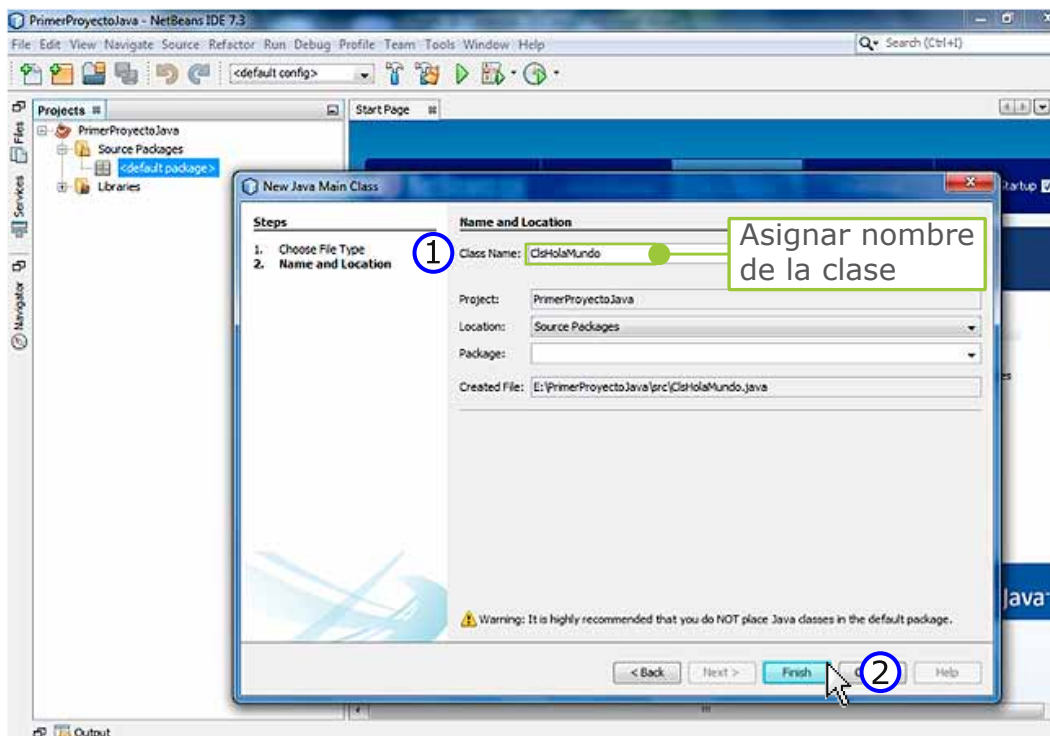 PrimerProyectoJava - NetBeans IDE 7.3
File Edit View Navigate Source Refactor Run Debug Profile Team Tools Window Help
Search (Ctrl+I)
<default config>
Projects
Start Page
Files
PrimerProyectoJava
Source Packages
<default package>
Libraries
Services
Navigator
Startup
New Java Main Class
Steps
1. Choose File Type
2. Name and Location
Name and Location
1
Class Name: ClsHolaMundo
Asignar nombre
de la clase
Project: PrimerProyectoJava
Location: Source Packages
Package:
Created File: E:\PrimerProyectoJava\src\ClsHolaMundo.java
Java
Warning: It is highly recommended that you do NOT place Java classes in the default package.
< Back Next > Finish 2 Help
Output